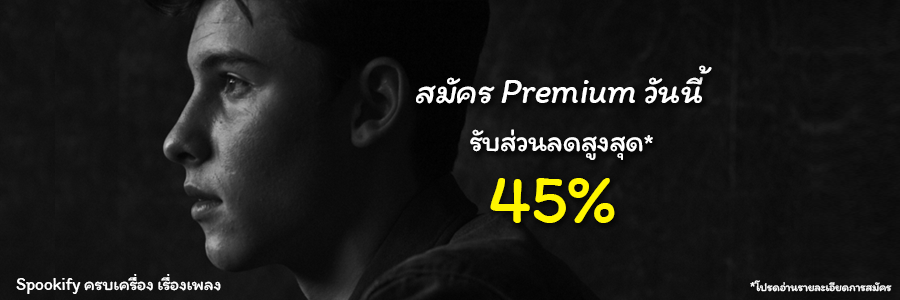 สมัคร Premium วันนี้
รับส่วนลดสูงสุด*
45%
Spookify ครบเครื่อง เรื่องเพลง
*โปรดอ่านรายละเอียดการสมัคร